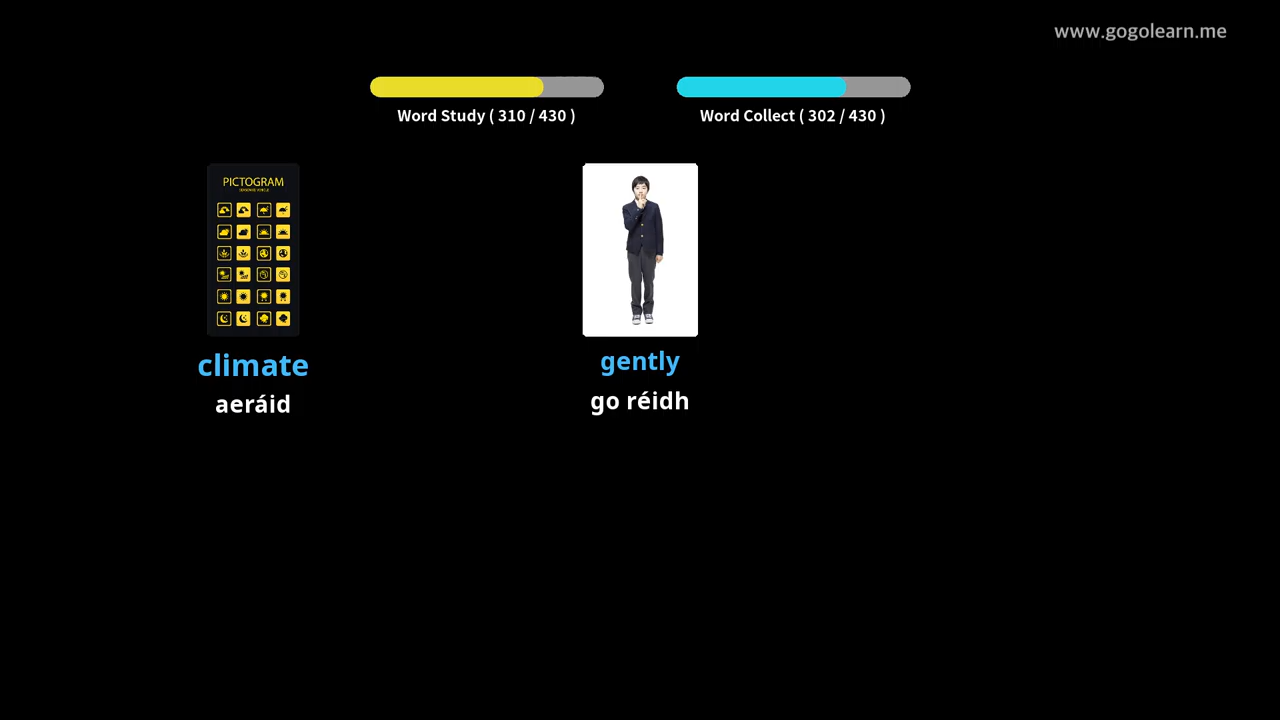 www.gogolearn.me
Word Study ( 310 / 430 )
Word Collect ( 302 / 430 )
PICTOGRAM
climate
aeráid
gently
go réidh